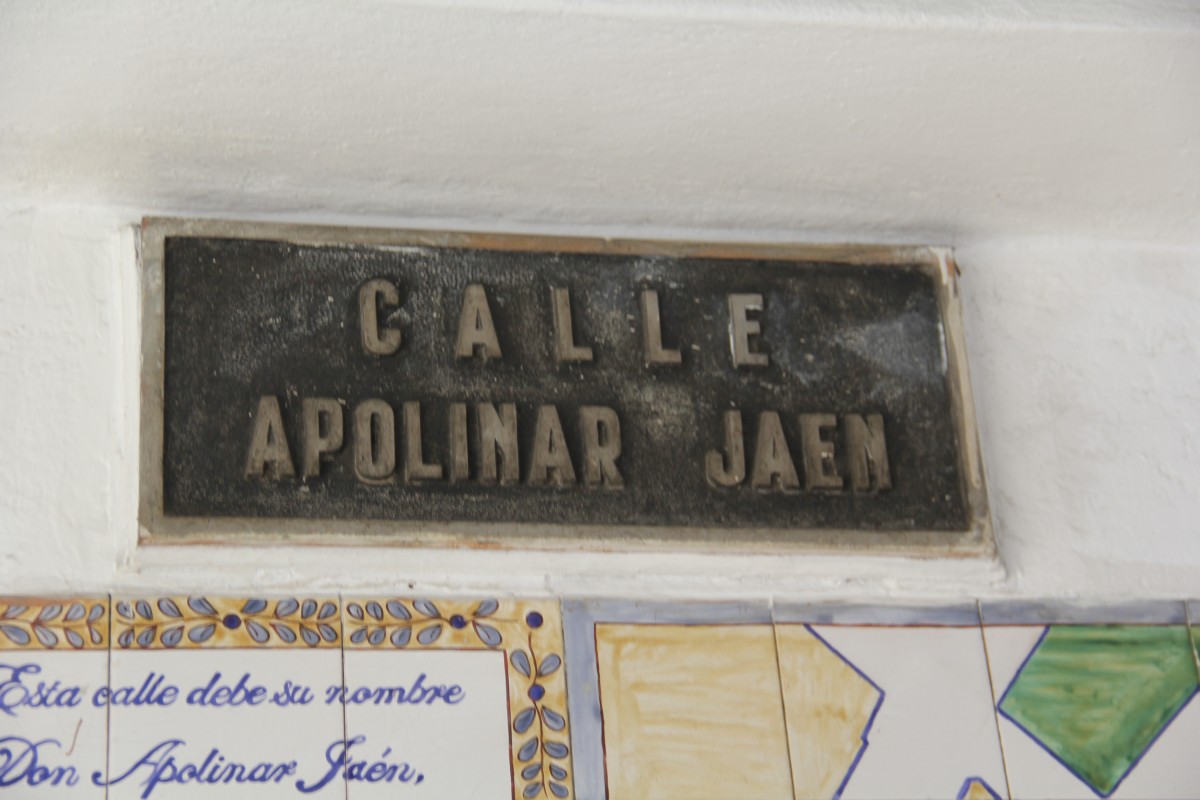 CALLE
APOLINAR JAEN
Esta calle debe su nombre
Don Apolinar Jaén,